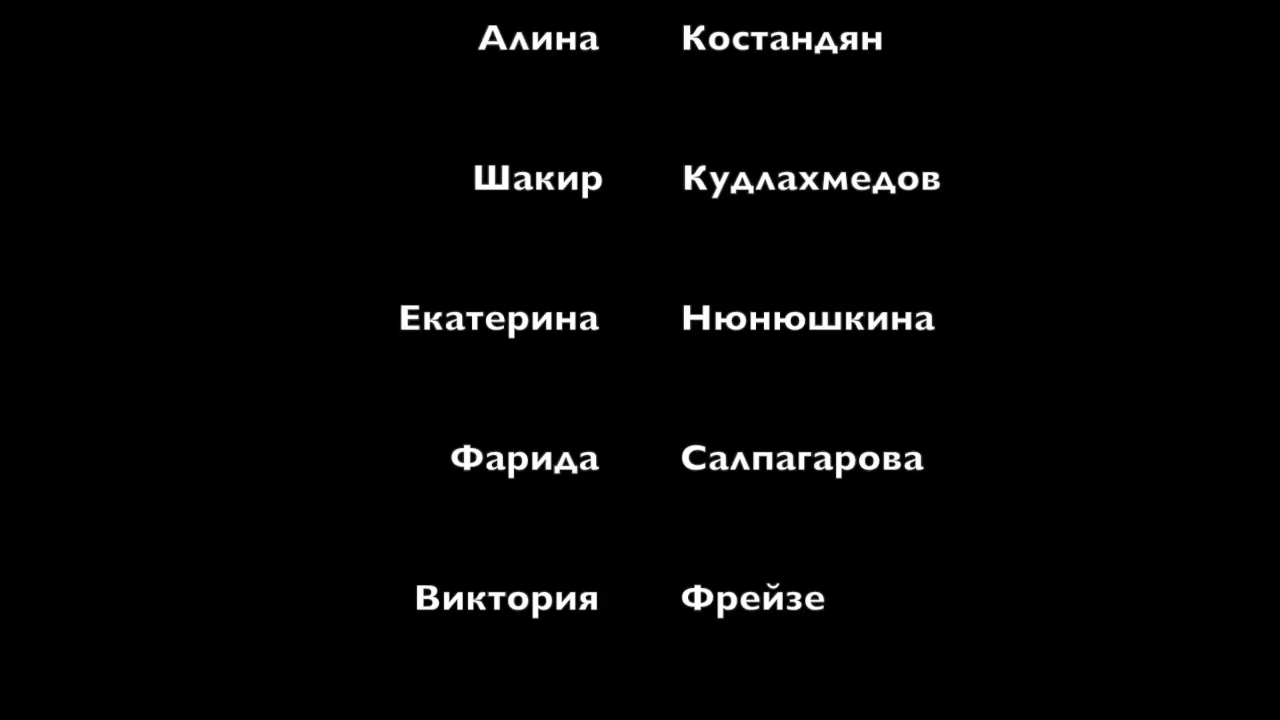 Алина Костандян
Шакир Кудлахмедов
Екатерина Нюнюшкина
Фарида Салпагарова
Виктория Фрейзе